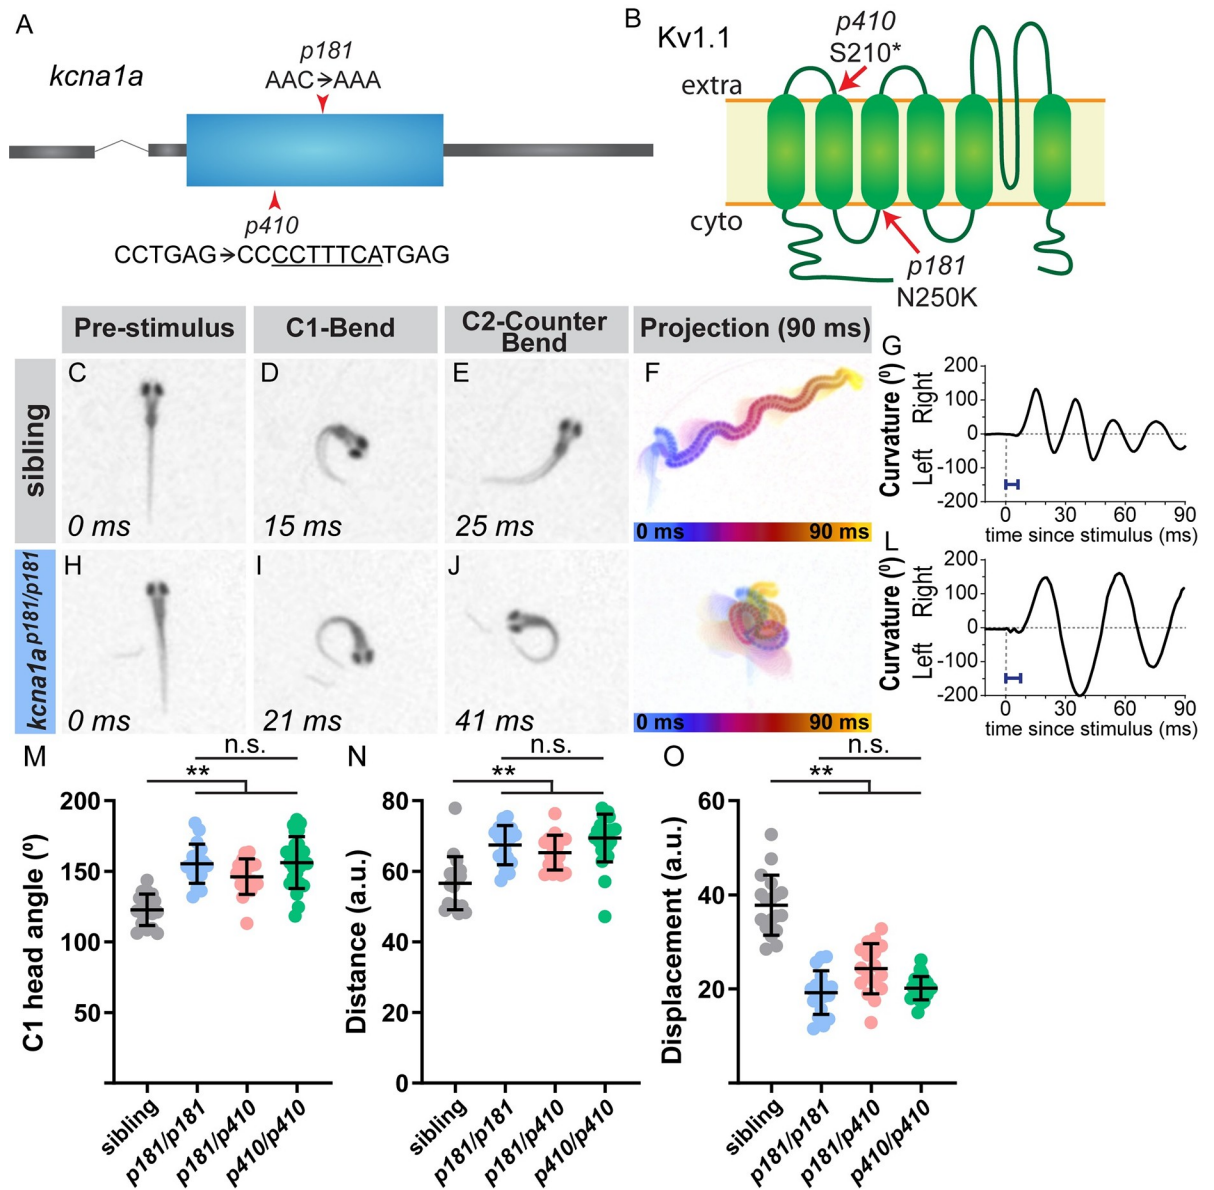 A
kcna1a
p181
AAC→AAA
p410
CCTGAG→CCCCTTTCATGAG
B
Kv1.1
p410
S210*
extra
cyto
p181
N250K
Pre-stimulus
C1-Bend
C2-Counter
Bend
Projection (90 ms)
sibling
C
0 ms
D
15 ms
E
25 ms
F
0 ms
90 ms
G
Curvature (⁰)
Left Right
200
100
0
-100
-200
0 30 60 90
time since stimulus (ms)
kcna1a p181/p181
H
0 ms
I
21 ms
J
41 ms
0 ms
90 ms
L
Curvature (⁰)
Left Right
200
100
0
-100
-200
0 30 60 90
time since stimulus (ms)
M
n.s.
**
C1 head angle (⁰)
200
150
100
50
sibling
p181/p181
p181/p410
p410/p410
N
n.s.
**
Distance (a.u.)
80
60
40
20
0
sibling
p181/p181
p181/p410
p410/p410
O
n.s.
**
Displacement (a.u.)
60
40
20
sibling
p181/p181
p181/p410
p410/p410